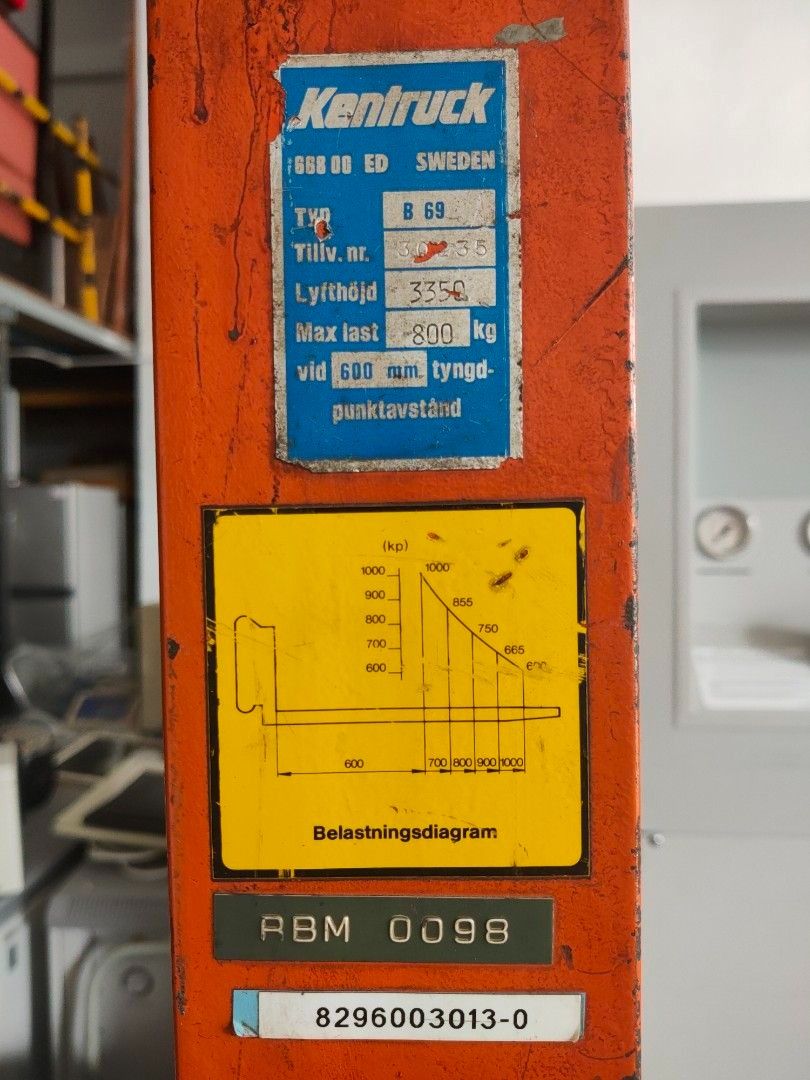 Kentruck
668 00 ED SWEDEN
Typ B 69
Tillv. nr.
Lyfthöjd 3350
Max last 800 kg
vid 600 mm tyngd-
punktavstånd
(kp)
1000 1000
900 855
800 750
700 665
600 600
600 700 800 900 1000
Belastningsdiagram
RBM 0098
8296003013-0